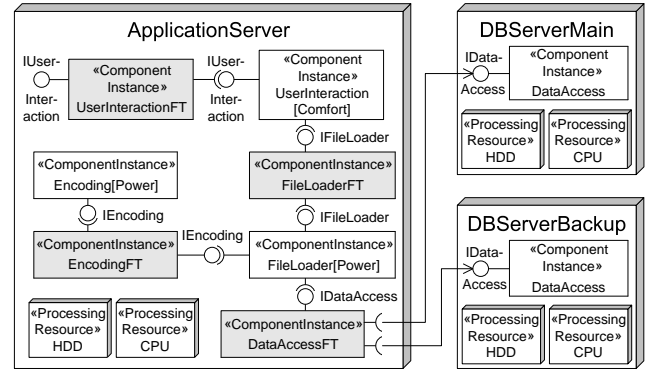 ApplicationServer
IUser-
Inter-
action
«Component
Instance»
UserInteractionFT
IUser-
Inter-
action
«Component
Instance»
UserInteraction
[Comfort]
IFileLoader
«ComponentInstance»
Encoding[Power]
«ComponentInstance»
FileLoaderFT
IEncoding
IFileLoader
«ComponentInstance»
EncodingFT
IEncoding
«ComponentInstance»
FileLoader[Power]
IDataAccess
«Processing
Resource»
HDD
«Processing
Resource»
CPU
«ComponentInstance»
DataAccessFT
DBServerMain
IData-
Access
«Component
Instance»
DataAccess
«Processing
Resource»
HDD
«Processing
Resource»
CPU
DBServerBackup
IData-
Access
«Component
Instance»
DataAccess
«Processing
Resource»
HDD
«Processing
Resource»
CPU